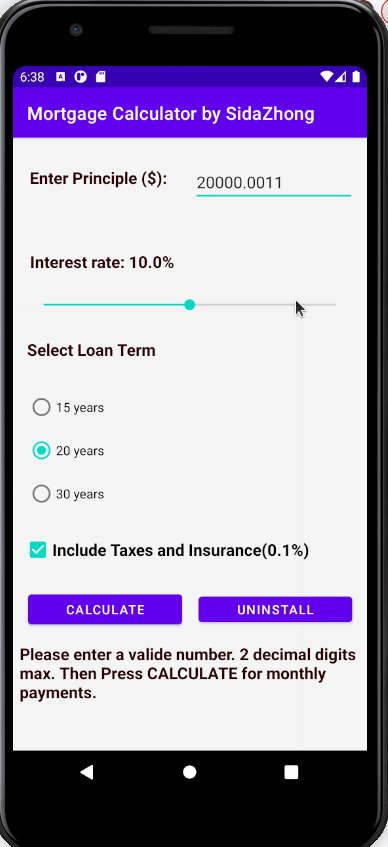 6:38
Mortgage Calculator by SidaZhong
Enter Principle ($):
20000.0011
Interest rate: 10.0%
Select Loan Term
15 years
20 years
30 years
Include Taxes and Insurance(0.1%)
CALCULATE
UNINSTALL
Please enter a valide number. 2 decimal digits
max. Then Press CALCULATE for monthly
payments.